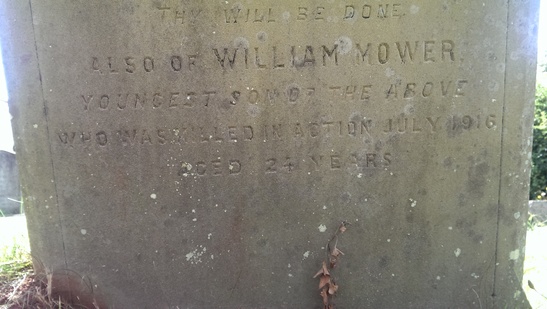 THY WILL BE DONE
ALSO OF WILLIAM MOWER.
YOUNGEST SON OF THE ABOVE
WHO WAS KILLED IN ACTION JULY 1916
AGED 24 YEARS